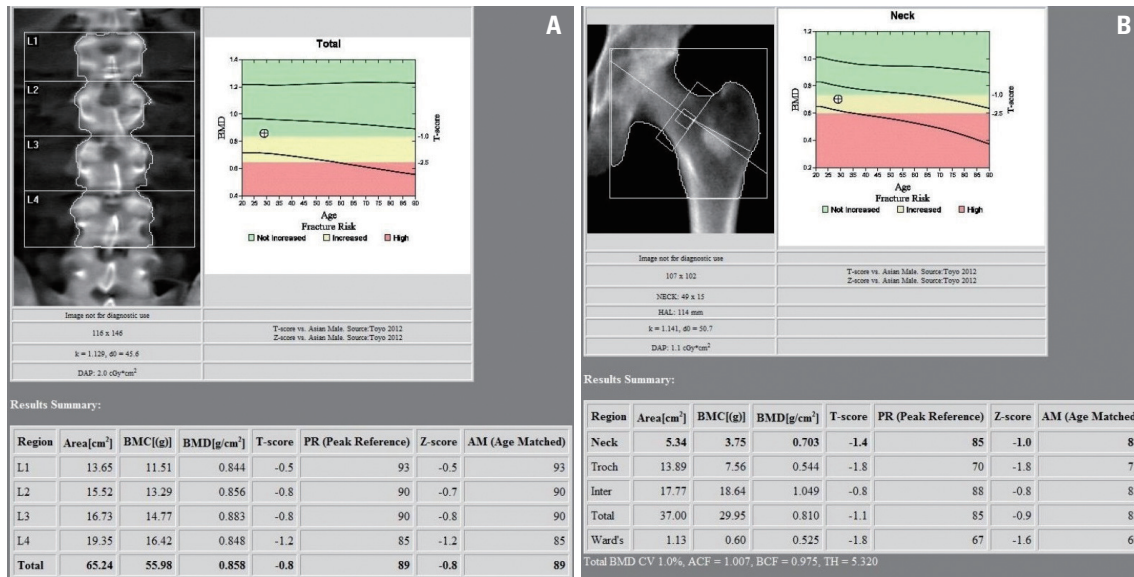 A
L1
L2
L3
L4
Total
1.4
1.2
1.0
0.8
0.6
0.4
BMD
-1.0
-2.5
T-score
20 25 30 35 40 45 50 55 60 65 70 75 80 85 90
Age
Fracture Risk
Not Increased Increased High
Image not for diagnostic use
116 x 146
k = 1.129, d0 = 45.6
DAP: 2.0 cGy*cm²
T-score vs. Asian Male. Source:Toyo 2012
Z-score vs. Asian Male. Source:Toyo 2012
Results Summary:
Region Area[cm²] BMC[(g)] BMD[g/cm²] T-score PR (Peak Reference) Z-score AM (Age Matched)
L1 13.65 11.51 0.844 -0.5 93 -0.5 93
L2 15.52 13.29 0.856 -0.8 90 -0.7 90
L3 16.73 14.77 0.883 -0.8 90 -0.8 90
L4 19.35 16.42 0.848 -1.2 85 -1.2 85
Total 65.24 55.98 0.858 -0.8 89 -0.8 89
B
Neck
1.2
1.0
0.8
0.6
0.4
0.2
BMD
-1.0
-2.5
T-score
20 25 30 35 40 45 50 55 60 65 70 75 80 85 90
Age
Fracture Risk
Not Increased Increased High
Image not for diagnostic use
107 x 102
NECK: 49 x 15
HAL: 114 mm
k = 1.141, d0 = 50.7
DAP: 1.1 cGy*cm²
T-score vs. Asian Male. Source:Toyo 2012
Z-score vs. Asian Male. Source:Toyo 2012
Results Summary:
Region Area[cm²] BMC[(g)] BMD[g/cm²] T-score PR (Peak Reference) Z-score AM (Age Matched
Neck 5.34 3.75 0.703 -1.4 85 -1.0 8
Troch 13.89 7.56 0.544 -1.8 70 -1.8 7
Inter 17.77 18.64 1.049 -0.8 88 -0.8 8
Total 37.00 29.95 0.810 -1.1 85 -0.9 8
Ward's 1.13 0.60 0.525 -1.8 67 -1.6 6
Total BMD CV 1.0%, ACF = 1.007, BCF = 0.975, TH = 5.320